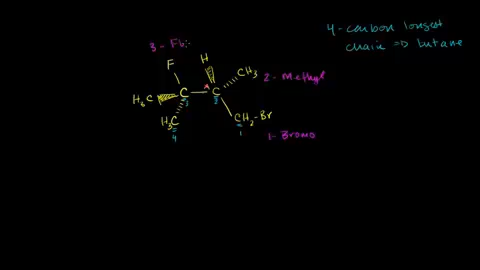 4-carbon longest
chain => butane
3-Flu
H
F
CH3
2-Methyl
C
C
H3C
3
2
H3C
CH2-Br
4
1
1-Bromo